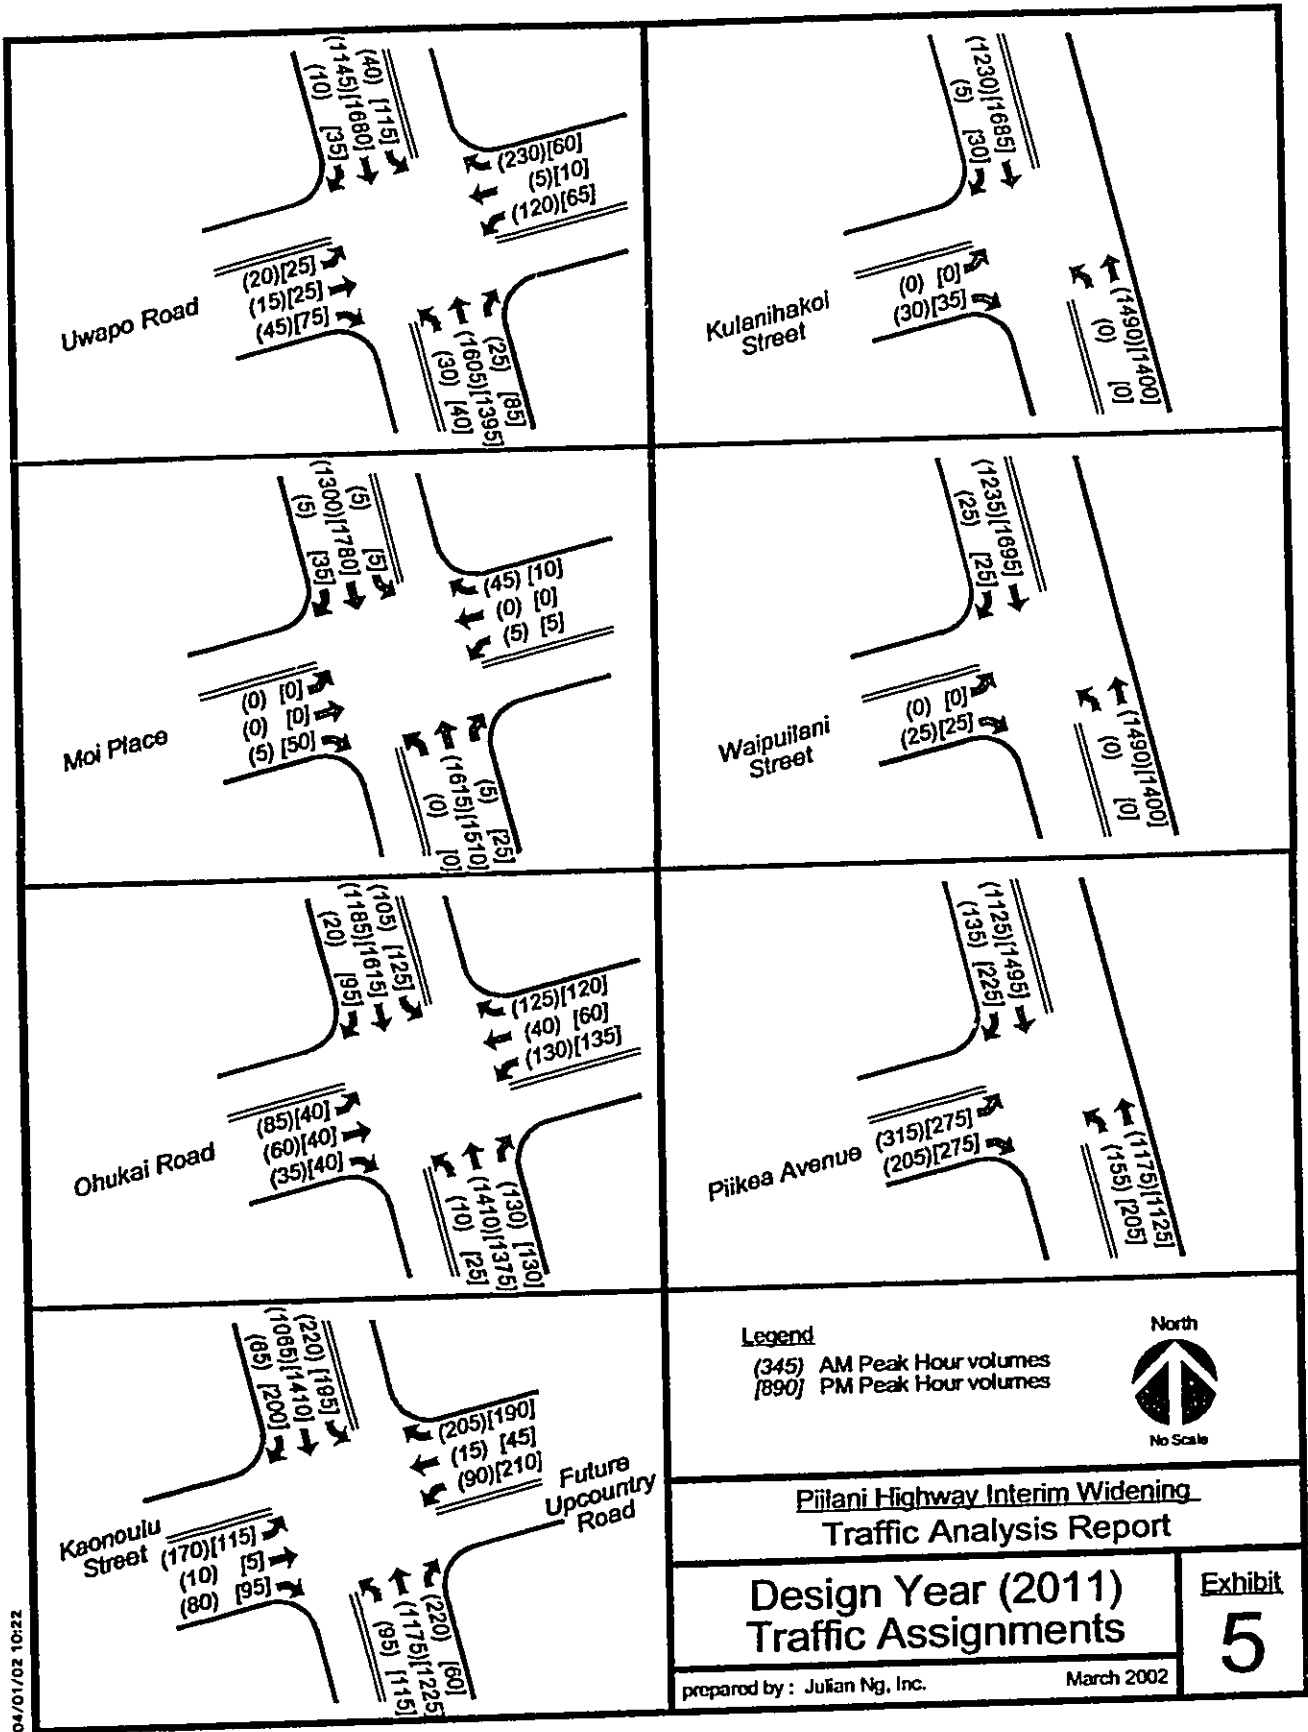 (40) [115]
(1145)[1680]
(10) [35]
(230)[60]
(5)[10]
(120)[65]
Uwapo Road
(20)[25]
(15)[25]
(45)[75]
(25) [85]
(1605)[1395]
(30) [40]
(1230)[1685]
(5) [30]
Kulanihakoi
Street
(0) [0]
(30)[35]
(1490)[1400]
(0) [0]
(5) [5]
(1300)[1780]
(5) [35]
(45) [10]
(0) [0]
(5) [5]
Moi Place
(0) [0]
(0) [0]
(5) [50]
(5) [25]
(1615)[1510]
(0) [0]
(1235)[1695]
(25) [25]
Waipuilani
Street
(0) [0]
(25)[25]
(1490)[1400]
(0) [0]
(105) [125]
(1185)[1615]
(20) [95]
(125)[120]
(40) [60]
(130)[135]
Ohukai Road
(85)[40]
(60)[40]
(35)[40]
(130) [130]
(1410)[1375]
(10) [25]
(1125)[1495]
(135) [225]
Piikea Avenue
(315)[275]
(205)[275]
(1175)[1125]
(155) [205]
(220) [195]
(1065)[1410]
(85) [200]
(205)[190]
(15) [45]
(90)[210]
Future
Upcountry
Road
Kaonoulu
Street
(170)[115]
(10) [5]
(80) [95]
(220) [60]
(1175)[1225]
(95) [115]
Legend
(345) AM Peak Hour volumes
[890] PM Peak Hour volumes
North
No Scale
Piilani Highway Interim Widening
Traffic Analysis Report
Design Year (2011)
Traffic Assignments
Exhibit
5
prepared by : Julian Ng, Inc.
March 2002
04/01/02 10:22